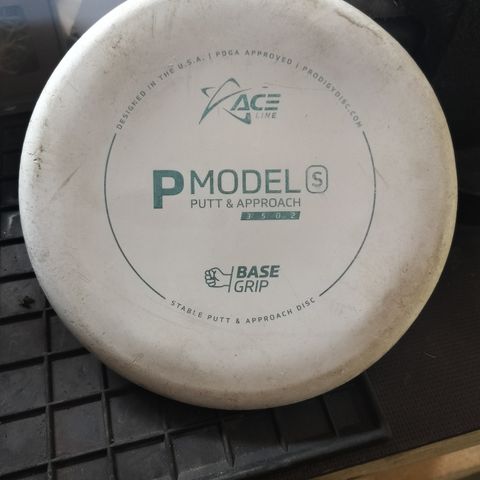 DESIGNED IN THE U.S.A. | PDGA APPROVED | PRODIGYDISC.COM
ACE
LINE
P MODEL S
PUTT & APPROACH
3 5 0 2
BASE
GRIP
STABLE PUTT & APPROACH DISC